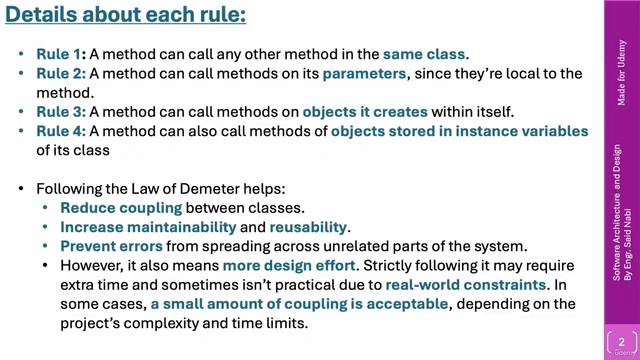 Details about each rule:
• Rule 1: A method can call any other method in the same class.
• Rule 2: A method can call methods on its parameters, since they're local to the
method.
• Rule 3: A method can call methods on objects it creates within itself.
• Rule 4: A method can also call methods of objects stored in instance variables
of its class
• Following the Law of Demeter helps:
• Reduce coupling between classes.
• Increase maintainability and reusability.
• Prevent errors from spreading across unrelated parts of the system.
• However, it also means more design effort. Strictly following it may require
extra time and sometimes isn't practical due to real-world constraints. In
some cases, a small amount of coupling is acceptable, depending on the
project's complexity and time limits.
Made for Udemy
Software Architecture and Design
By Engr. Said Nabi
2
Udemy